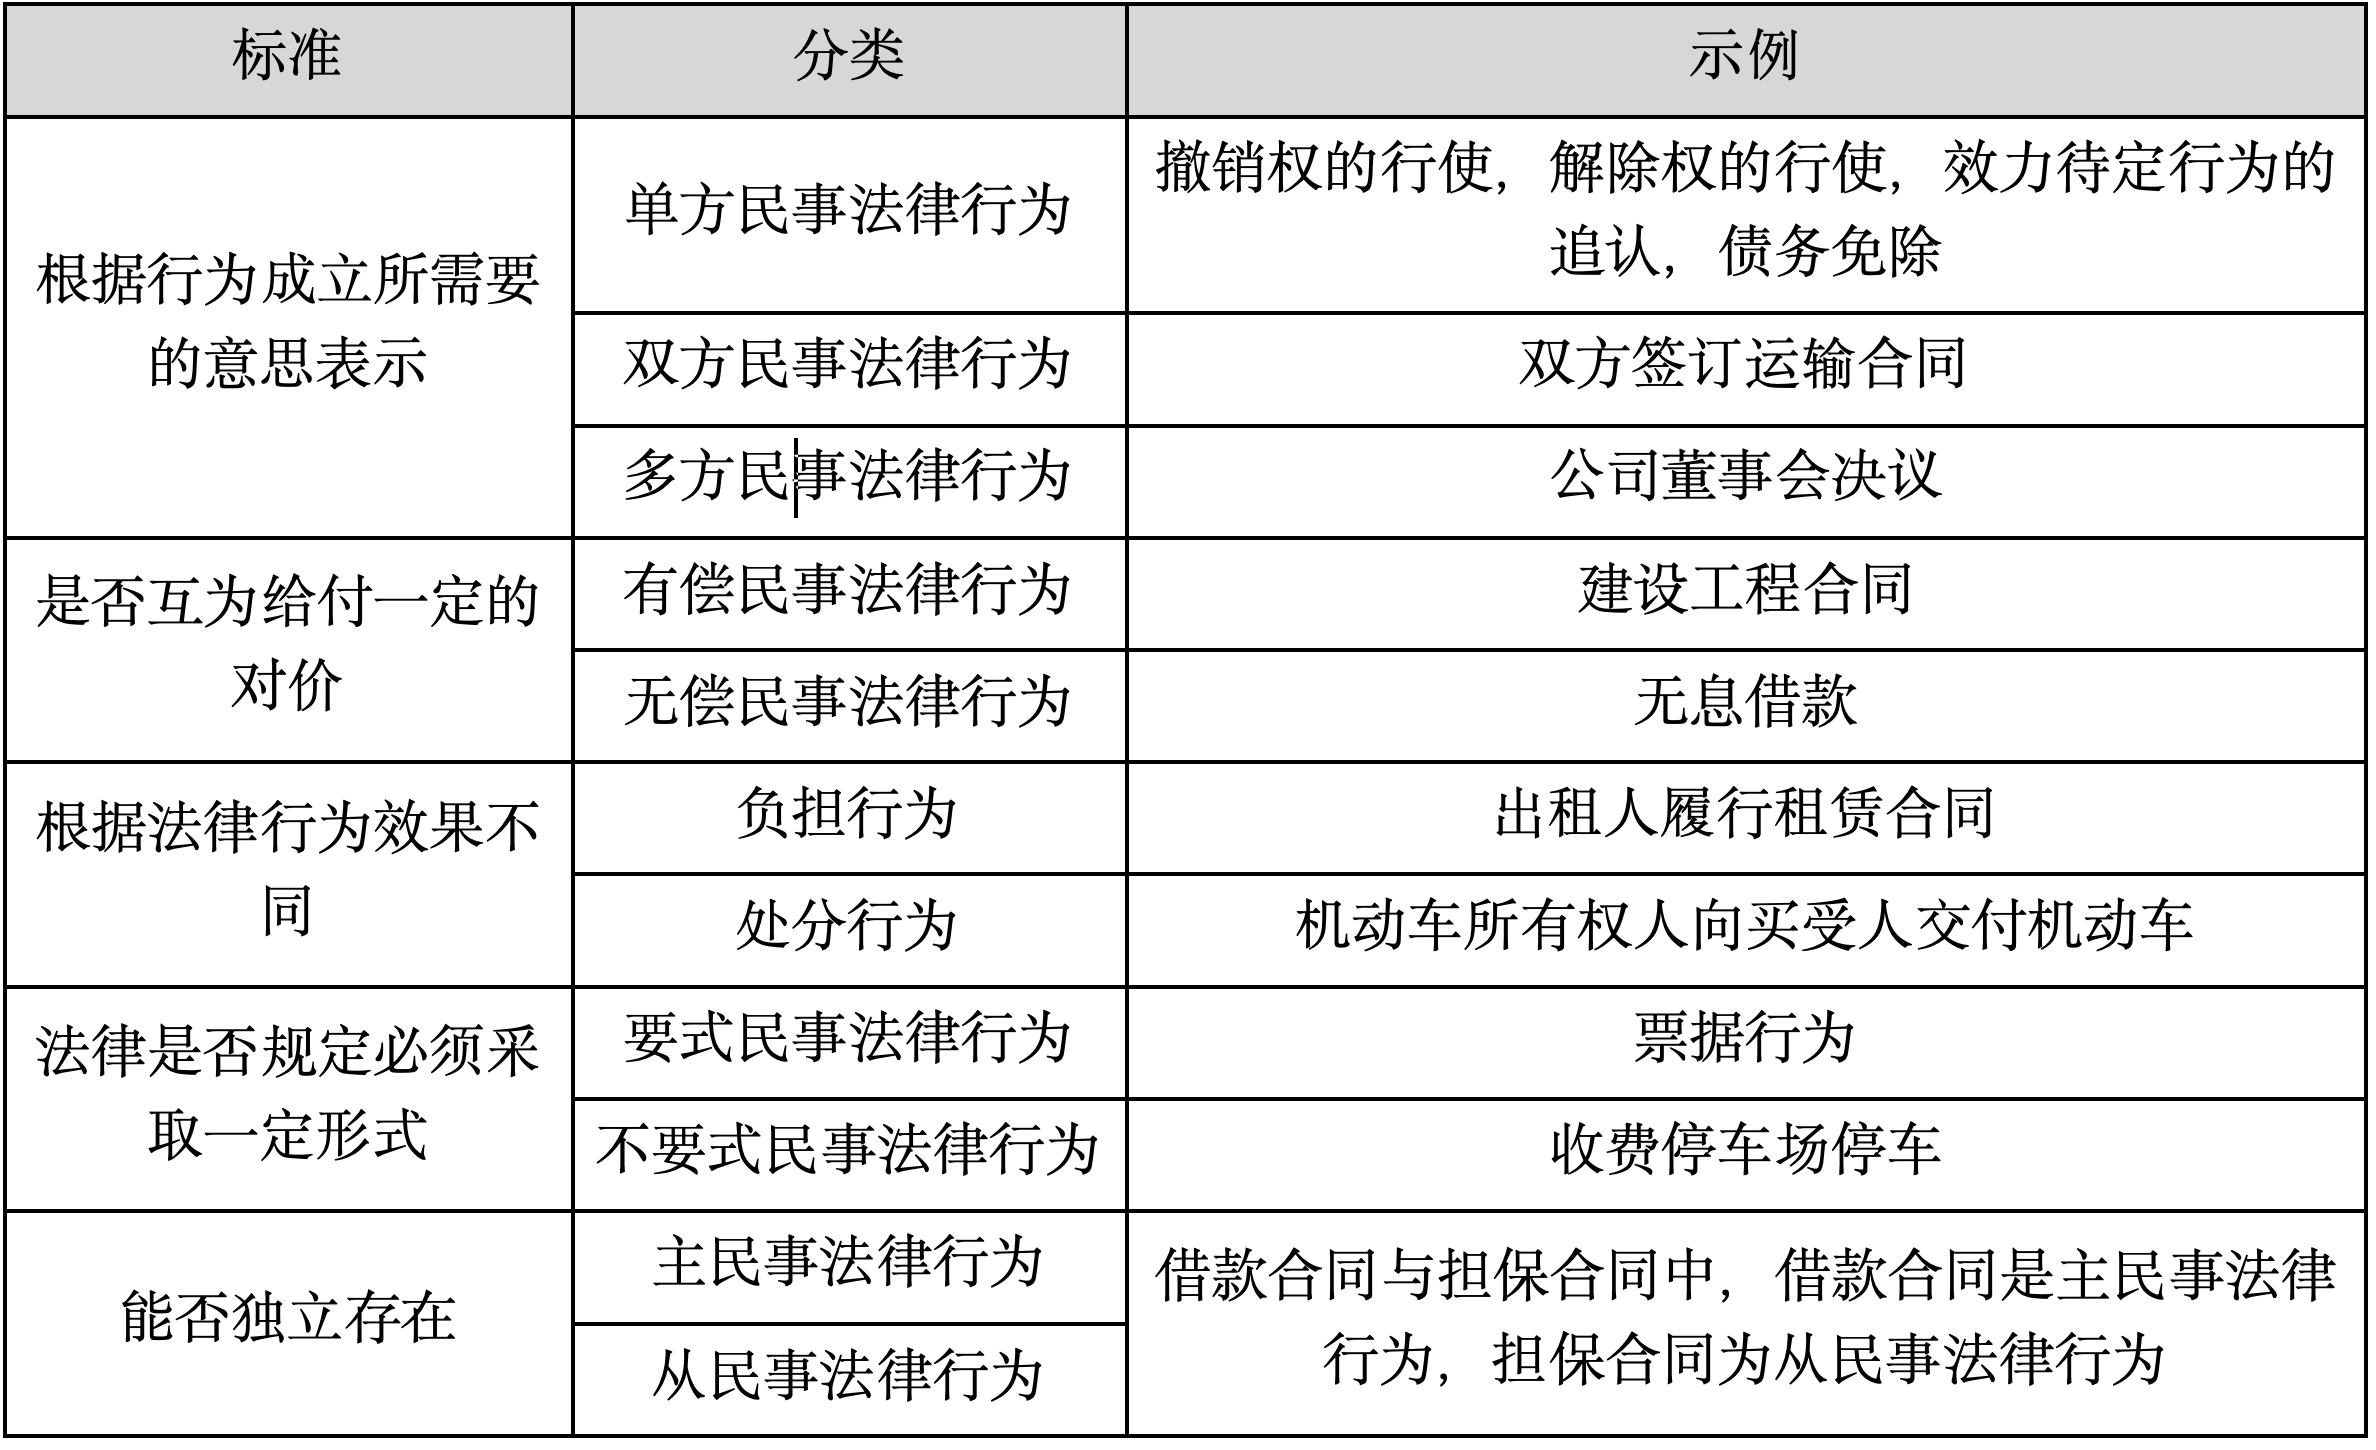 标准
分类
示例
根据行为成立所需要
的意思表示
单方民事法律行为
撤销权的行使，解除权的行使，效力待定行为的
追认，债务免除
双方民事法律行为
双方签订运输合同
多方民事法律行为
公司董事会决议
是否互为给付一定的
对价
有偿民事法律行为
建设工程合同
无偿民事法律行为
无息借款
根据法律行为效果不
同
负担行为
出租人履行租赁合同
处分行为
机动车所有权人向买受人交付机动车
法律是否规定必须采
取一定形式
要式民事法律行为
票据行为
不要式民事法律行为
收费停车场停车
能否独立存在
主民事法律行为
从民事法律行为
借款合同与担保合同中，借款合同是主民事法律
行为，担保合同为从民事法律行为